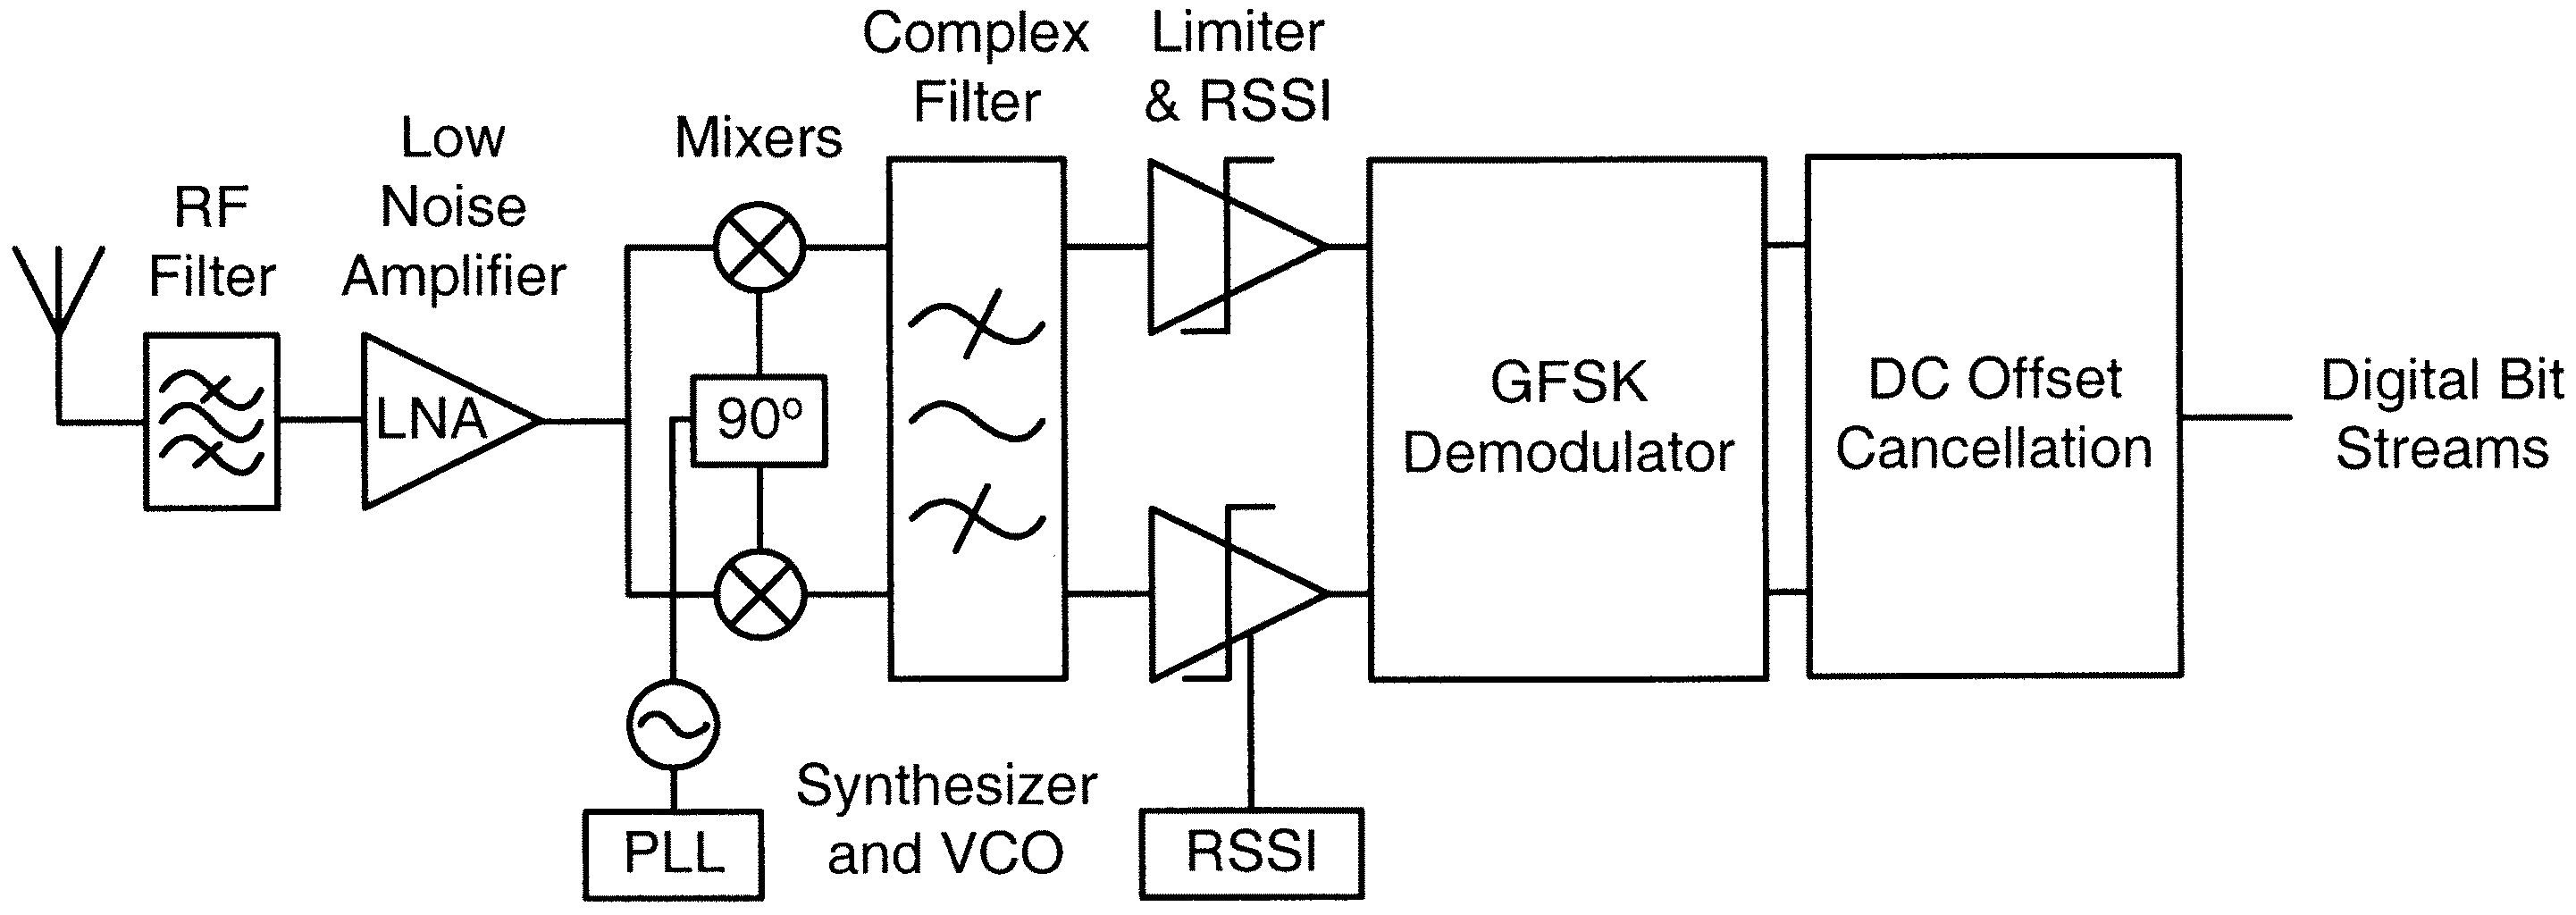 Complex
Filter
Limiter
& RSSI
Low
Noise
Amplifier
Mixers
RF
Filter
LNA
90º
GFSK
Demodulator
DC Offset
Cancellation
Digital Bit
Streams
Synthesizer
and VCO
PLL
RSSI